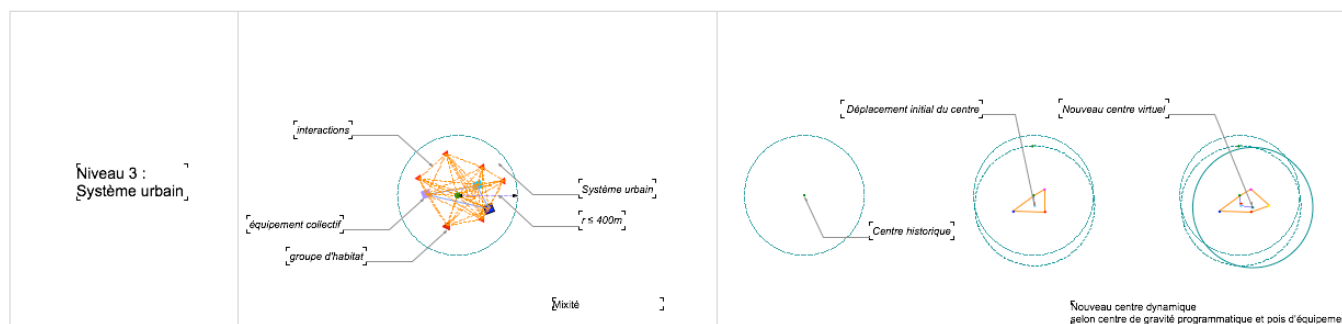 Niveau 3 :
Système urbain
interactions
Système urbain
r ≤ 400m
équipement collectif
groupe d'habitat
Mixité
Déplacement initial du centre
Nouveau centre virtuel
Centre historique
Nouveau centre dynamique
selon centre de gravité programmatique et pois d'équipeme